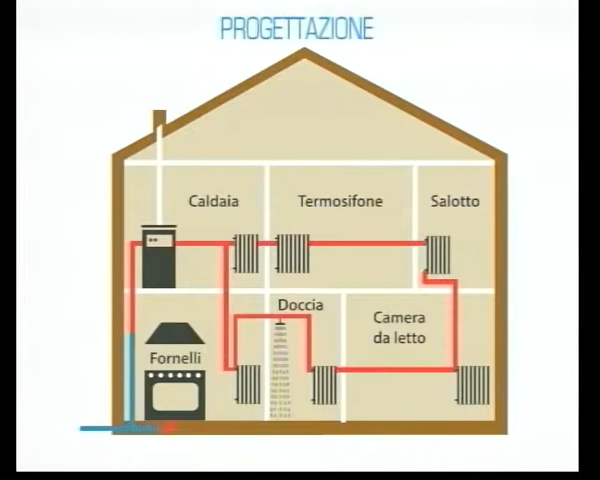 PROGETTAZIONE
Caldaia
Termosifone
Salotto
Doccia
Camera
da letto
Fornelli